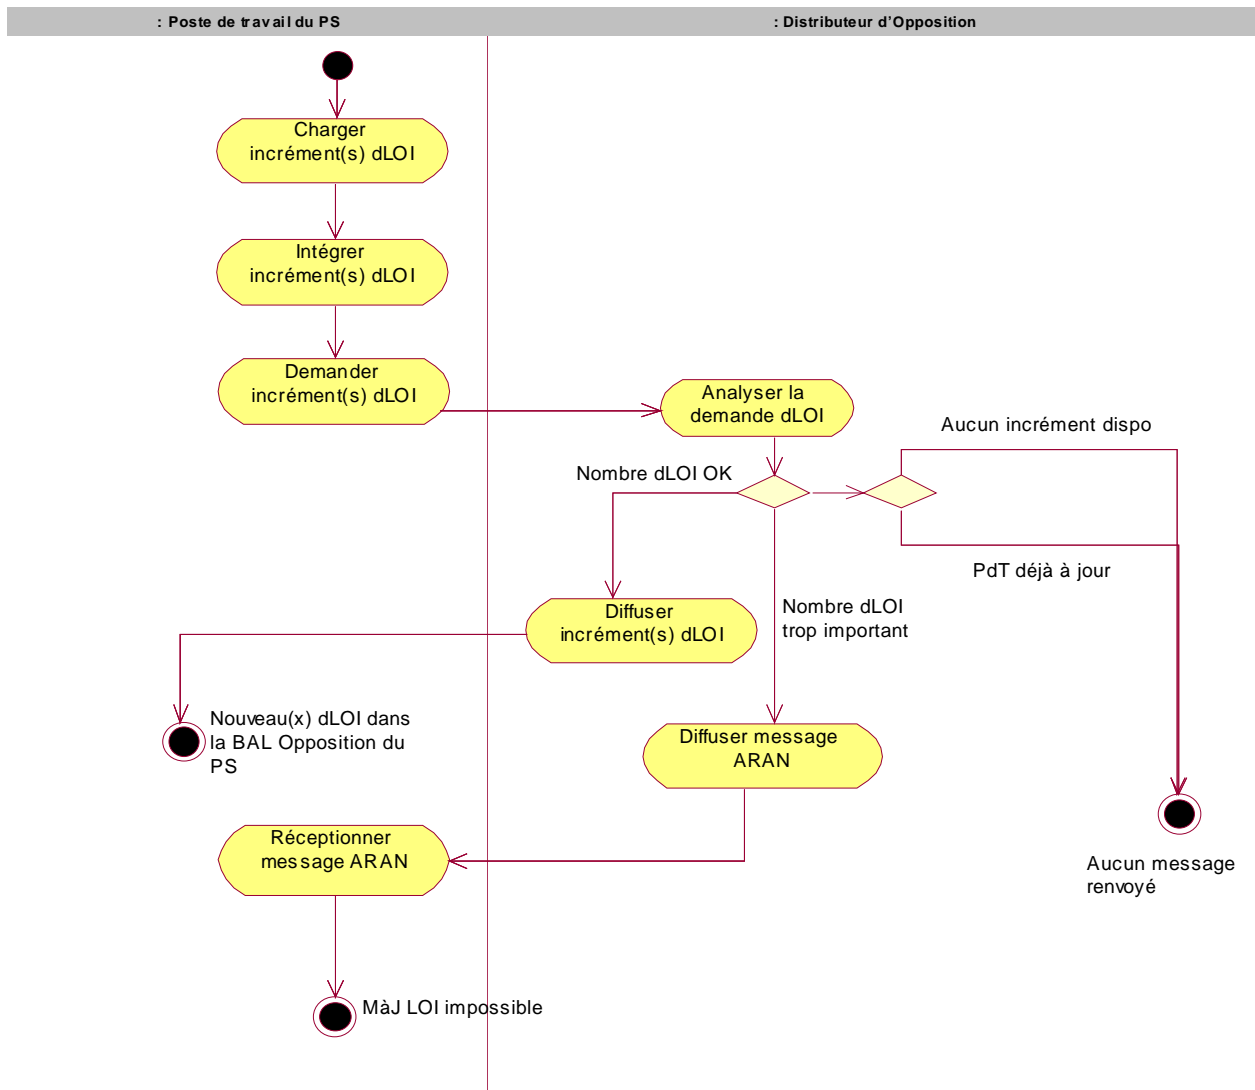 : Poste de travail du PS
: Distributeur d'Opposition
Charger
incrément(s) dLOI
Intégrer
incrément(s) dLOI
Demander
incrément(s) dLOI
Analyser la
demande dLOI
Aucun incrément dispo
Nombre dLOI OK
PdT déjà à jour
Diffuser
incrément(s) dLOI
Nombre dLOI
trop important
Nouveau(x) dLOI dans
la BAL Opposition du
PS
Diffuser message
ARAN
Réceptionner
message ARAN
Aucun message
renvoyé
MàJ LOI impossible